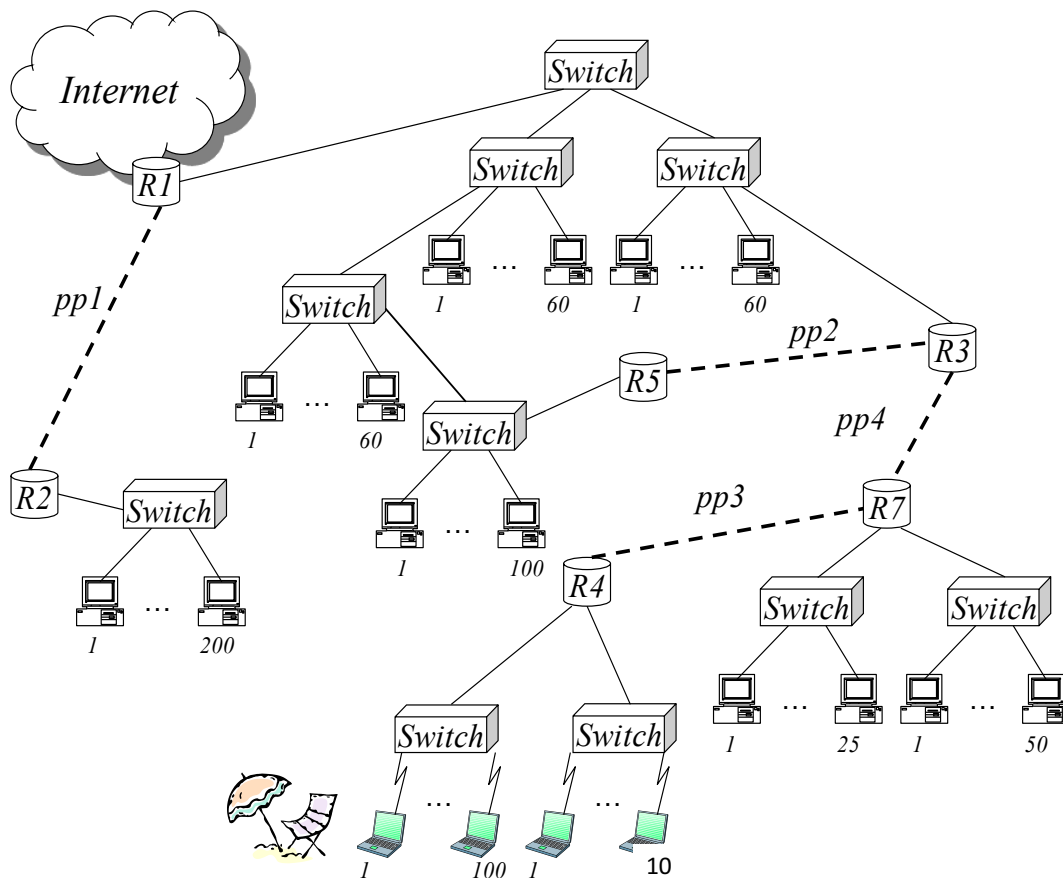 Switch
Internet
Switch
Switch
R1
1
...
60
1
...
60
pp1
Switch
pp2
R3
R5
1
...
60
Switch
pp4
R2
Switch
pp3
R7
1
...
100
R4
1
...
200
Switch
Switch
1
...
25
1
...
50
Switch
Switch
1
...
100
1
...
10